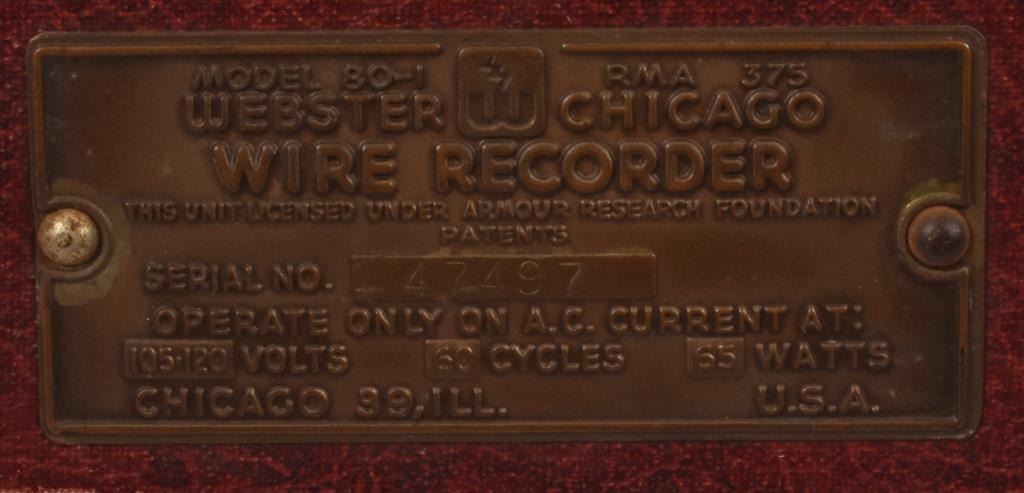 MODEL 80-1 RMA 375
WEBSTER W CHICAGO
WIRE RECORDER
THIS UNIT LICENSED UNDER ARMOUR RESEARCH FOUNDATION
PATENTS
SERIAL NO. 47497
OPERATE ONLY ON A.C. CURRENT AT:
105-120 VOLTS 60 CYCLES 65 WATTS
CHICAGO 39, ILL. U.S.A.